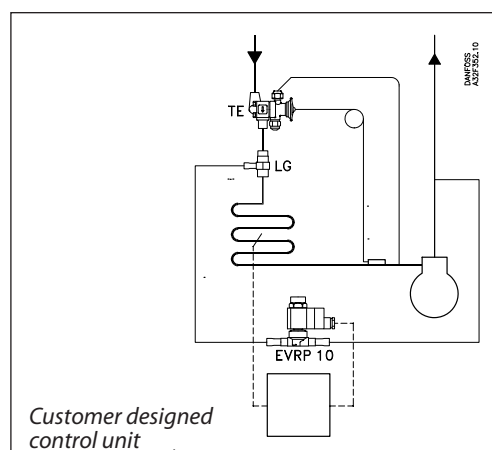 DANFOSS
A32F352.10
TE
LG
EVRP 10
Customer designed
control unit